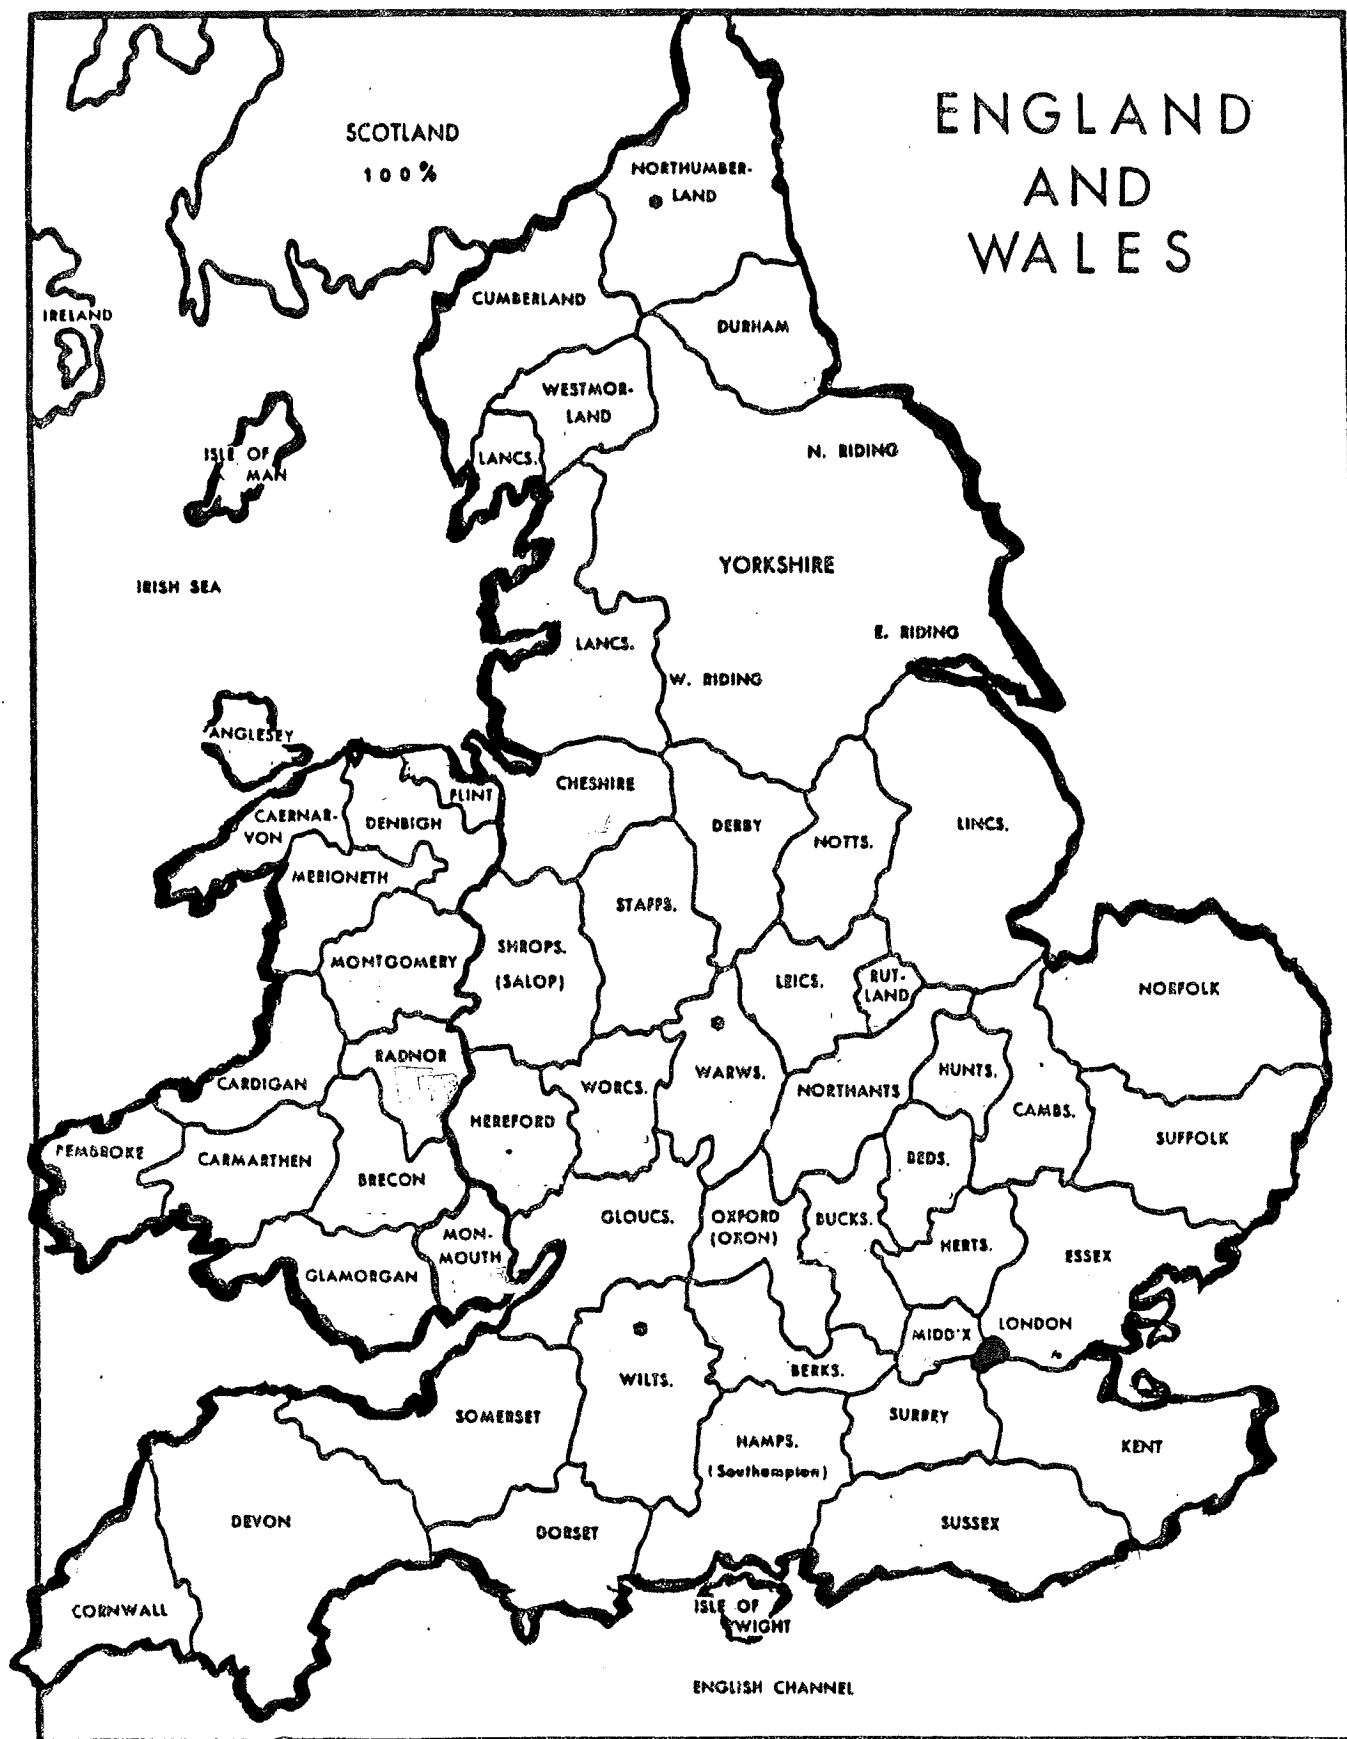 ENGLAND
AND
WALES
SCOTLAND
100%
NORTHUMBER-
LAND
CUMBERLAND
IRELAND
DURHAM
WESTMOR-
LAND
N. RIDING
ISLE OF
MAN
LANCS.
YORKSHIRE
IRISH SEA
E. RIDING
LANCS.
W. RIDING
ANGLESEY
CHESHIRE
FLINT
CAERNAR-
VON
DENBIGH
DERBY
NOTTS.
LINCS.
MERIONETH
STAFFS.
SHROPS.
(SALOP)
MONTGOMERY
LEICS.
RUT-
LAND
NORFOLK
RADNOR
CARDIGAN
WORCS.
WARWS.
NORTHANTS
HUNTS.
CAMBS.
HEREFORD
SUFFOLK
PEMBROKE
CARMARTHEN
BRECON
BEDS.
GLOUCS.
OXFORD
(OXON)
BUCKS.
MON-
MOUTH
HERTS.
ESSEX
GLAMORGAN
MIDD'X
LONDON
WILTS.
BERKS.
SOMERSET
SURREY
HAMPS.
(Southampton)
KENT
DEVON
DORSET
SUSSEX
CORNWALL
ISLE OF
WIGHT
ENGLISH CHANNEL